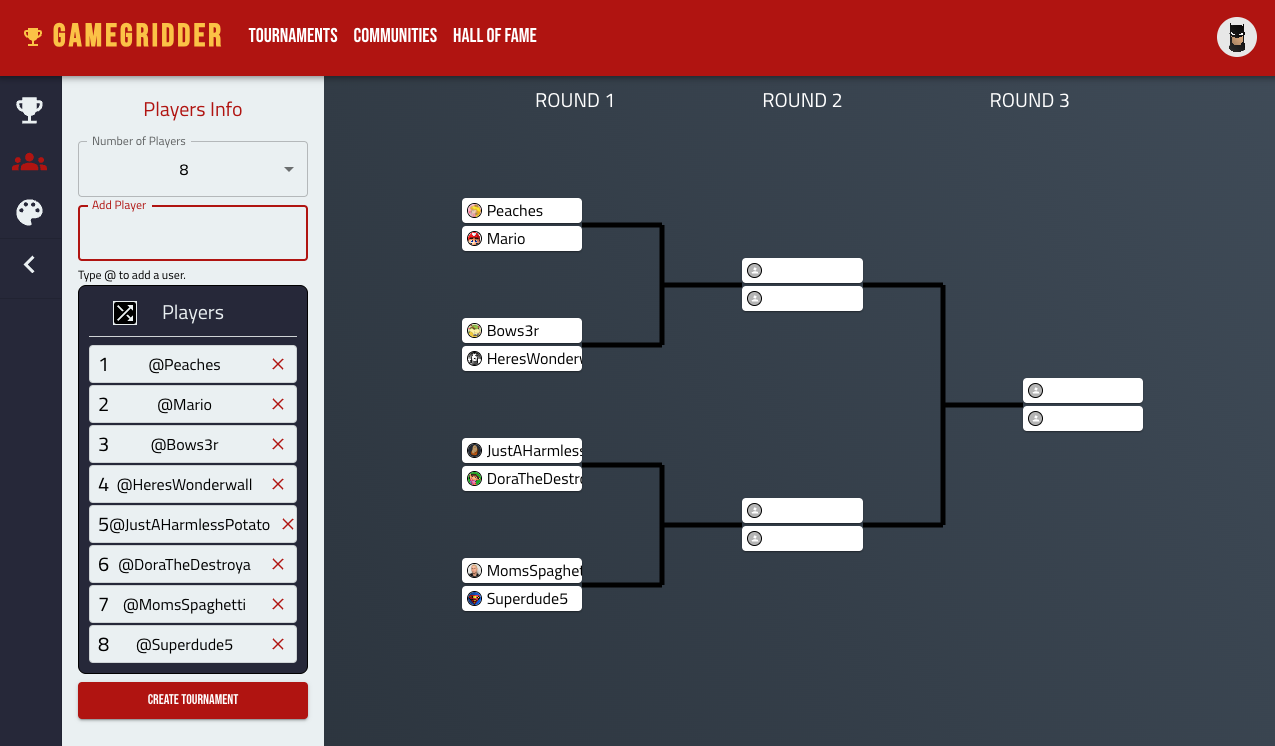 GAMEGRIDDER TOURNAMENTS COMMUNITIES HALL OF FAME
Players Info
Number of Players
8
Add Player
Type @ to add a user.
Players
1 @Peaches
2 @Mario
3 @Bows3r
4 @HeresWonderwall
5 @JustAHarmlessPotato
6 @DoraTheDestroya
7 @MomsSpaghetti
8 @Superdude5
CREATE TOURNAMENT
ROUND 1 ROUND 2 ROUND 3
Peaches
Mario
Bows3r
HeresWonderw
JustAHarmless
DoraTheDestro
MomsSpaghet
Superdude5